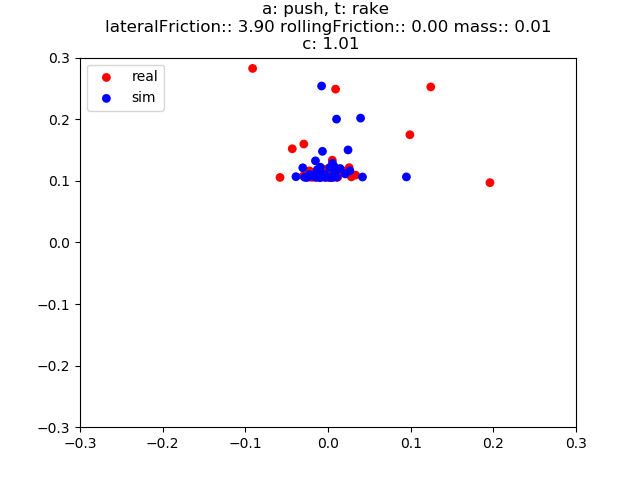 a: push, t: rake
lateralFriction:: 3.90 rollingFriction:: 0.00 mass:: 0.01
c: 1.01
real
sim
0.3
0.2
0.1
0.0
−0.1
−0.2
−0.3
−0.3
−0.2
−0.1
0.0
0.1
0.2
0.3